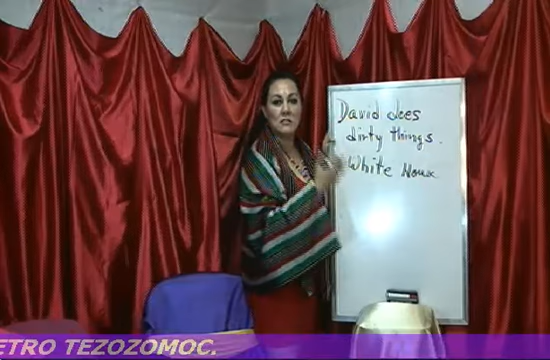 David does
dirty things.
White House
ETRO TEZOZOMOC.